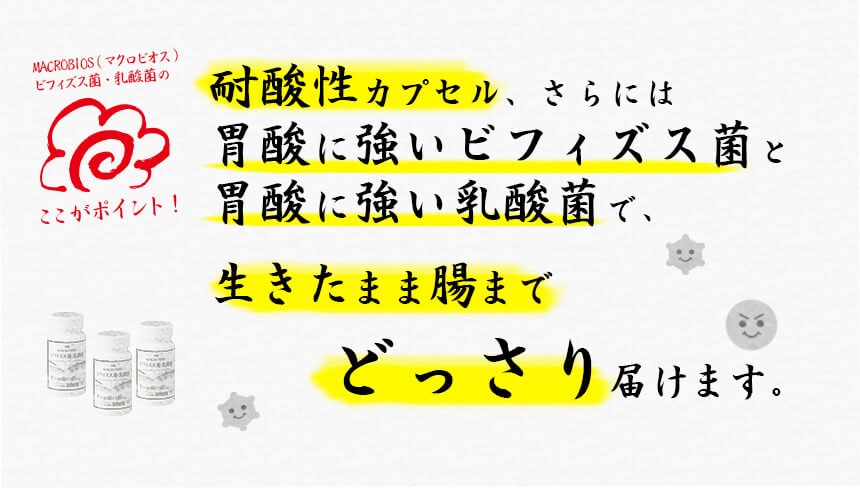 MACROBIOS(マクロビオス)
ビフィズス菌・乳酸菌の
ここがポイント!
耐酸性カプセル、さらには
胃酸に強いビフィズス菌と
胃酸に強い乳酸菌で、
生きたまま腸まで
どっさり届けます。